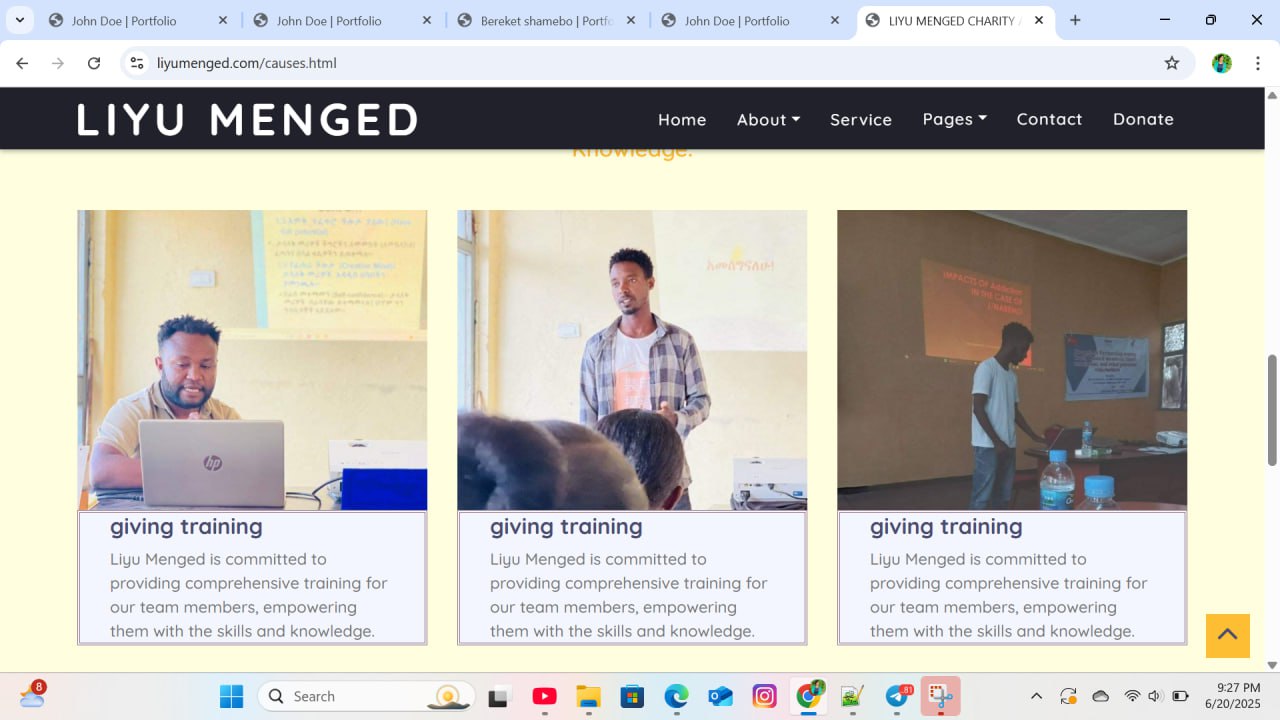 John Doe | Portfolio
John Doe | Portfolio
Bereket shamebo | Portfo
John Doe | Portfolio
LIYU MENGED CHARITY
liyumenged.com/causes.html
LIYU MENGED
Home
About
Service
Pages
Contact
Donate
Knowledge.
አመሰግናለሁ!
IMPACTS OF Addiction
IN THE CASE OF
hp
giving training
Liyu Menged is committed to
providing comprehensive training for
our team members, empowering
them with the skills and knowledge.
giving training
Liyu Menged is committed to
providing comprehensive training for
our team members, empowering
them with the skills and knowledge.
giving training
Liyu Menged is committed to
providing comprehensive training for
our team members, empowering
them with the skills and knowledge.
8
Search
81
9:27 PM
6/20/2025